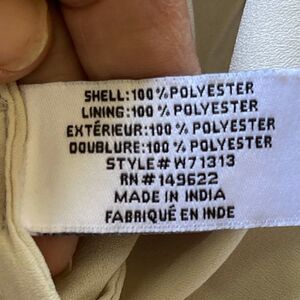 SHELL:100%POLYESTER
LINING:100 % POLYESTER
EXTÉRIEUR:100 % POLYESTER
DOUBLURE:100% POLYESTER
STYLE# W71313
RN #149622
MADE IN INDIA
FABRIQUÉ EN INDE